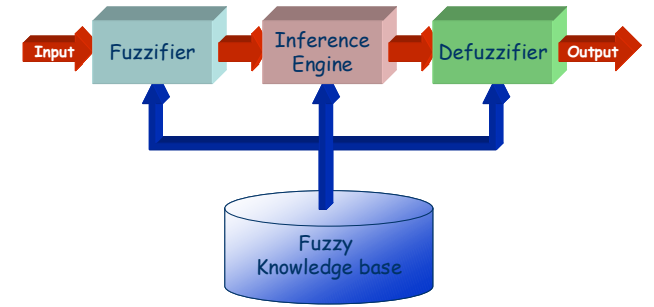 Input
Fuzzifier
Inference
Engine
Defuzzifier
Output
Fuzzy
Knowledge base